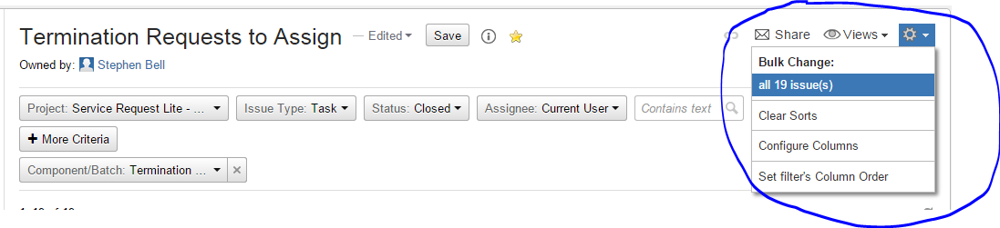 Termination Requests to Assign
Edited
Save
Share
Views
Owned by: Stephen Bell
Bulk Change:
all 19 issue(s)
Clear Sorts
Configure Columns
Set filter's Column Order
Project: Service Request Lite - ...
Issue Type: Task
Status: Closed
Assignee: Current User
Contains text
+ More Criteria
Component/Batch: Termination ...